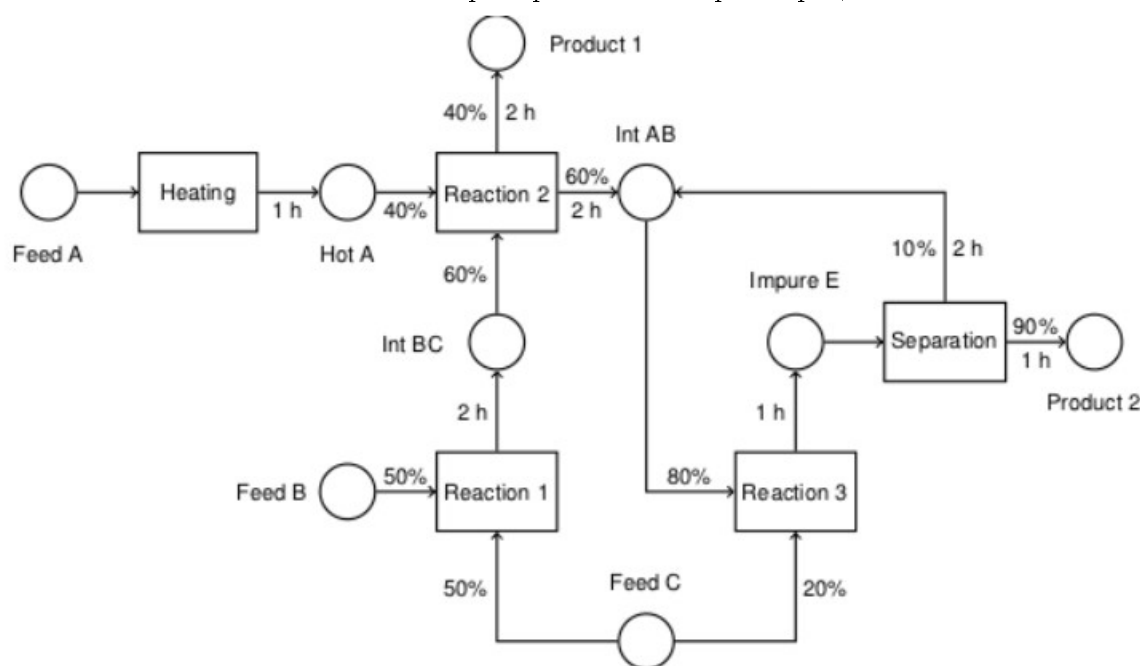 Product 1
40% 2 h
Int AB
Heating
Reaction 2
60%
1 h
40%
2 h
Feed A
Hot A
60%
10% 2 h
Impure E
Int BC
Separation
90%
1 h
2 h
1 h
Product 2
Feed B
50%
Reaction 1
80%
Reaction 3
50%
Feed C
20%